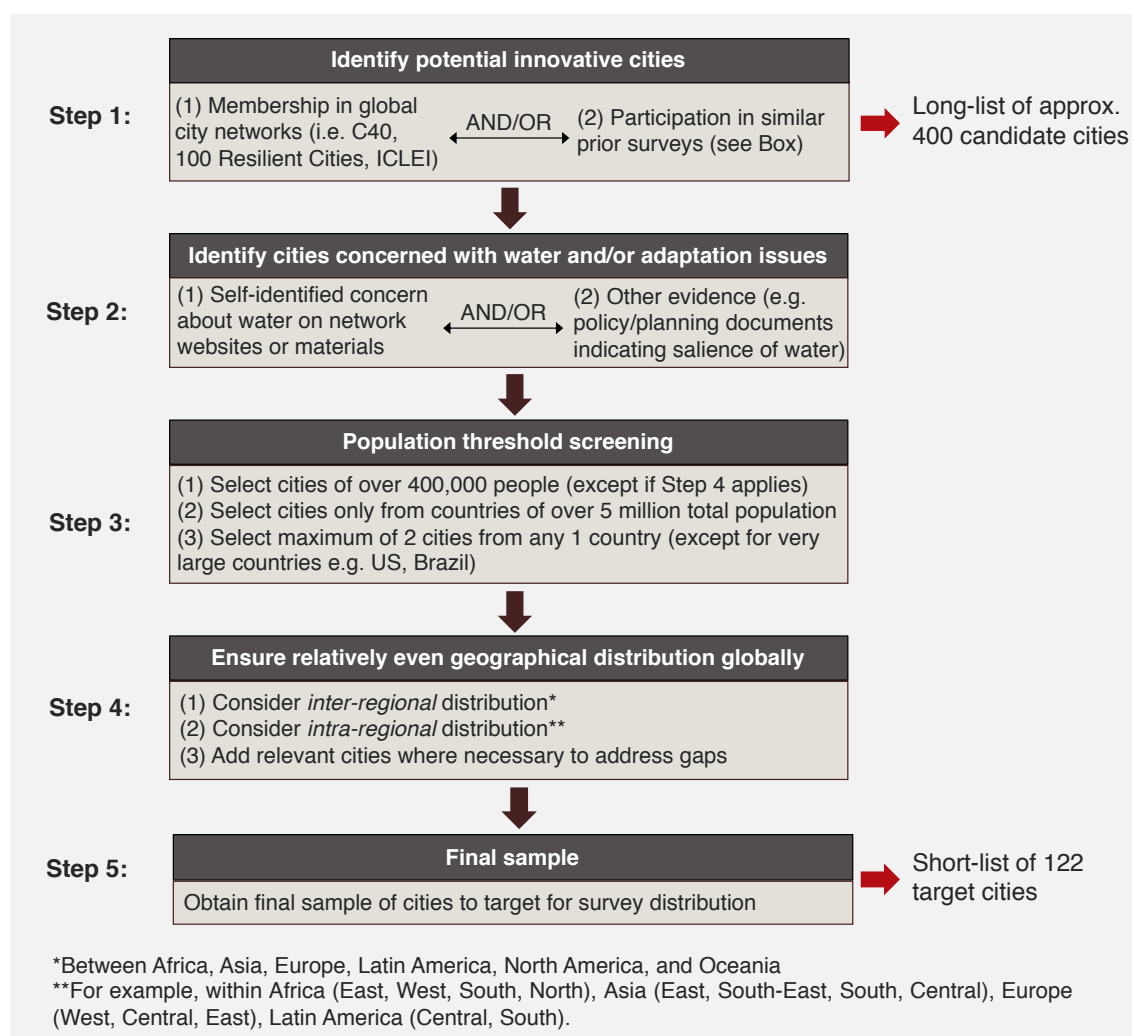 Identify potential innovative cities
Step 1:
(1) Membership in global
city networks (i.e. C40,
100 Resilient Cities, ICLEI)
AND/OR
(2) Participation in similar
prior surveys (see Box)
Long-list of approx.
400 candidate cities
Identify cities concerned with water and/or adaptation issues
Step 2:
(1) Self-identified concern
about water on network
websites or materials
AND/OR
(2) Other evidence (e.g.
policy/planning documents
indicating salience of water)
Population threshold screening
Step 3:
(1) Select cities of over 400,000 people (except if Step 4 applies)
(2) Select cities only from countries of over 5 million total population
(3) Select maximum of 2 cities from any 1 country (except for very
large countries e.g. US, Brazil)
Ensure relatively even geographical distribution globally
Step 4:
(1) Consider inter-regional distribution*
(2) Consider intra-regional distribution**
(3) Add relevant cities where necessary to address gaps
Final sample
Step 5:
Obtain final sample of cities to target for survey distribution
Short-list of 122
target cities
*Between Africa, Asia, Europe, Latin America, North America, and Oceania
**For example, within Africa (East, West, South, North), Asia (East, South-East, South, Central), Europe
(West, Central, East), Latin America (Central, South).